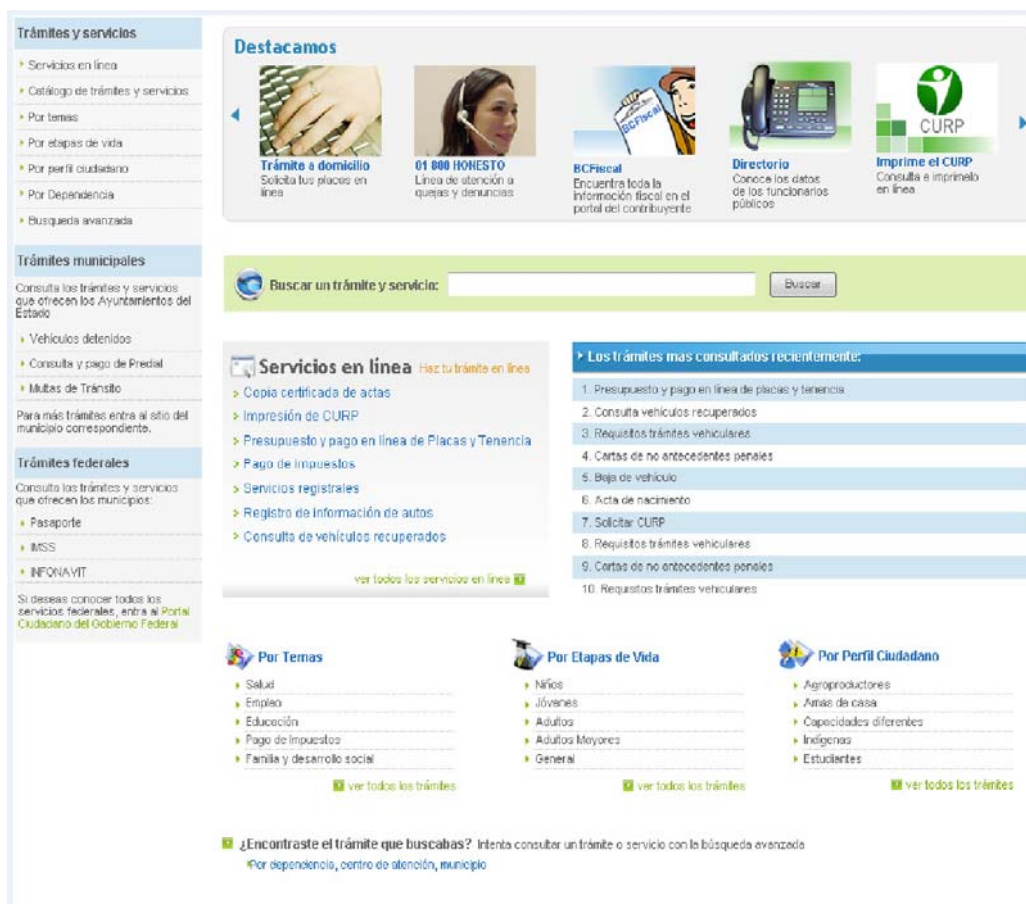 Trámites y servicios
Servicios en línea
Catálogo de trámites y servicios
Por temas
Por etapas de vida
Por perfil ciudadano
Por Dependencia
Busqueda avanzada
Trámites municipales
Consulta los trámites y servicios
que ofrecen los Ayuntamientos del
Estado
Vehículos detenidos
Consulta y pago de Predial
Multas de Tránsito
Para más trámites entra al sitio del
municipio correspondiente.
Trámites federales
Consulta los trámites y servicios
que ofrecen los municipios:
Pasaporte
IMSS
INFONAVIT
Si deseas conocer todos los
servicios federales, entra al Portal
Ciudadano del Gobierno Federal
Destacamos
Trámite a domicilio
Solicita tus placas en
línea
01 800 HONESTO
Línea de atención a
quejas y denuncias
BCFiscal
BCFiscal
Encuentra toda la
información fiscal en el
portal del contribuyente
Directorio
Conoce los datos
de los funcionarios
públicos
CURP
Imprime el CURP
Consulta e imprimelo
en línea
Buscar un trámite y servicio:
Buscar
Servicios en línea Haz tu trámite en línea
Copia certificada de actas
Impresión de CURP
Presupuesto y pago en línea de Placas y Tenencia
Pago de impuestos
Servicios registrales
Registro de información de autos
Consulta de vehículos recuperados
ver todos los servicios en línea
Los trámites mas consultados recientemente:
1. Presupuesto y pago en línea de placas y tenencia
2. Consulta vehículos recuperados
3. Requisitos trámites vehiculares
4. Cartas de no antecedentes penales
5. Baja de vehículo
6. Acta de nacimiento
7. Solicitar CURP
8. Requisitos trámites vehiculares
9. Cartas de no antecedentes penales
10. Requisitos trámites vehiculares
Por Temas
Salud
Empleo
Educación
Pago de Impuestos
Familia y desarrollo social
ver todos los trámites
Por Etapas de Vida
Niños
Jóvenes
Adultos
Adultos Mayores
General
ver todos los trámites
Por Perfil Ciudadano
Agroproductores
Amas de casa
Capacidades diferentes
Indígenas
Estudiantes
ver todos los trámites
¿Encontraste el trámite que buscabas? Intenta consultar un trámite o servicio con la búsqueda avanzada
Por dependencia, centro de atención, municipio